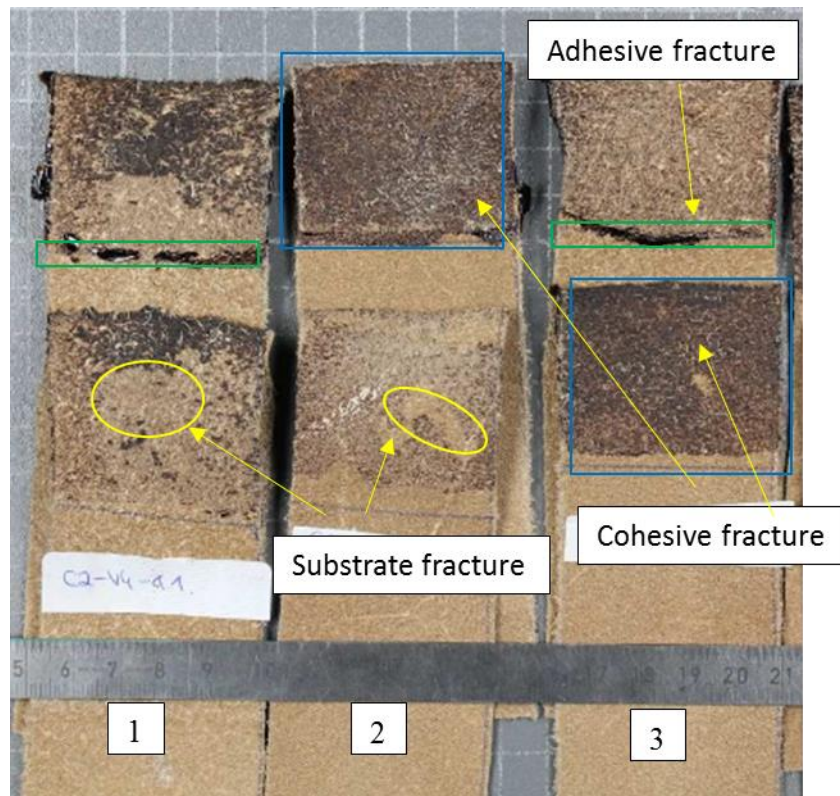 Adhesive fracture
Substrate fracture
Cohesive fracture
C2-V4-a1.
5 6 7 8 9 10 17 18 19 20 21
1 2 3